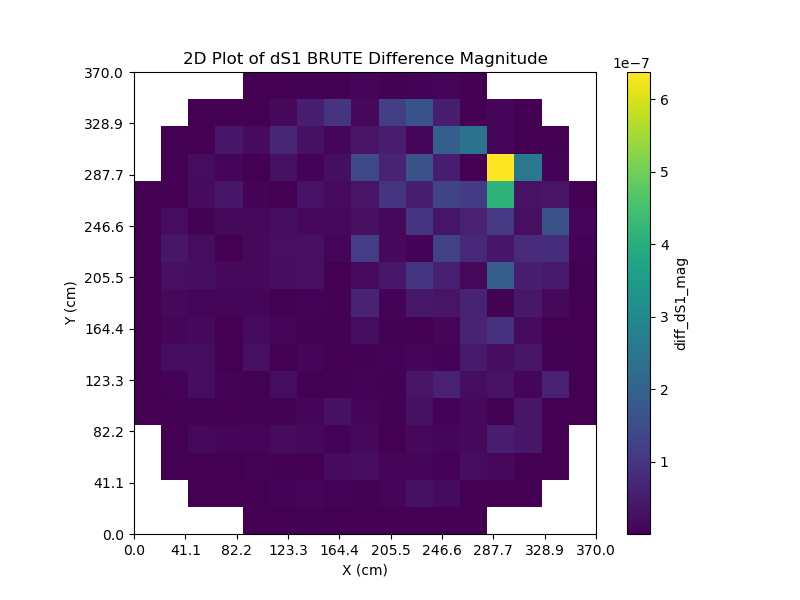 2D Plot of dS1 BRUTE Difference Magnitude
1e−7
370.0
328.9
287.7
246.6
205.5
164.4
123.3
82.2
41.1
0.0
Y (cm)
0.0 41.1 82.2 123.3 164.4 205.5 246.6 287.7 328.9 370.0
X (cm)
6
5
4
3
2
1
diff_dS1_mag